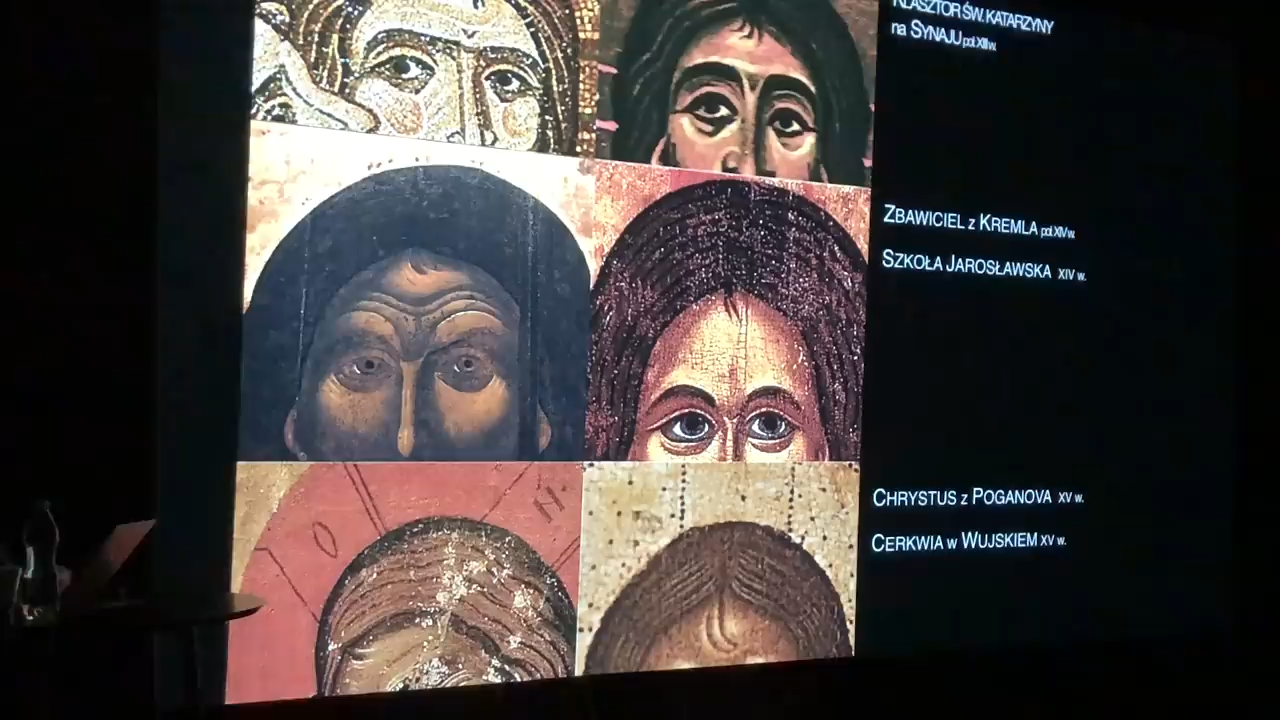 KLASZTOR ŚW. KATARZYNY
na SYNAJU poł. XII w.
ZBAWICIEL z KREMLA poł. XIV w.
SZKOŁA JAROSŁAWSKA XIV w.
O H
CHRYSTUS z POGANOVA XV w.
CERKWIA w WUJSKIEM XV w.